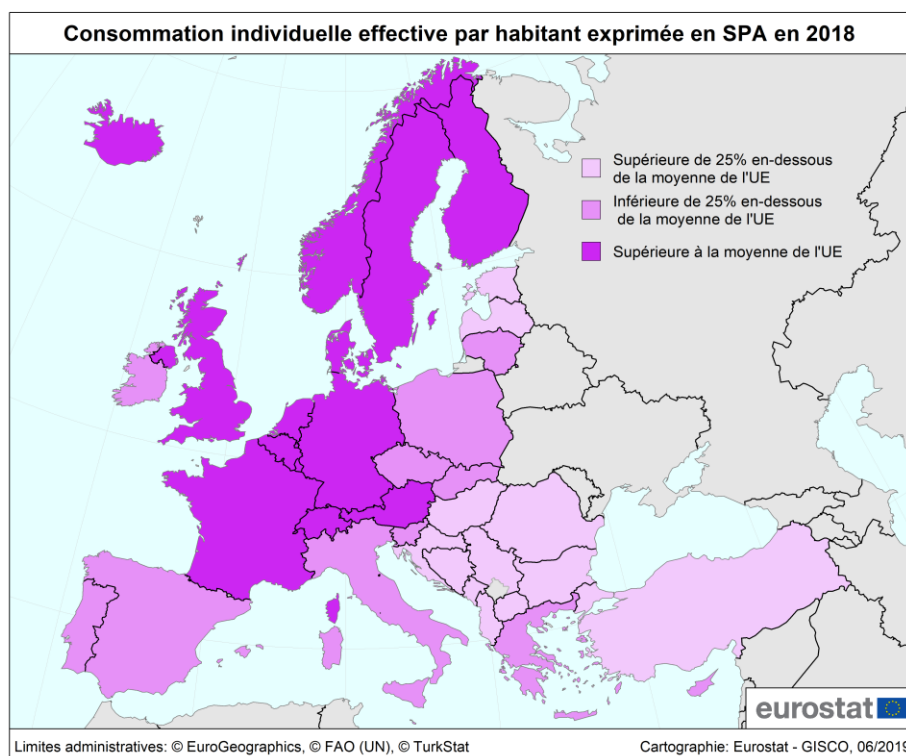 Consommation individuelle effective par habitant exprimée en SPA en 2018
Supérieure de 25% en-dessous
de la moyenne de l'UE
Inférieure de 25% en-dessous
de la moyenne de l'UE
Supérieure à la moyenne de l'UE
eurostat
Limites administratives: © EuroGeographics, © FAO (UN), © TurkStat
Cartographie: Eurostat - GISCO, 06/2019